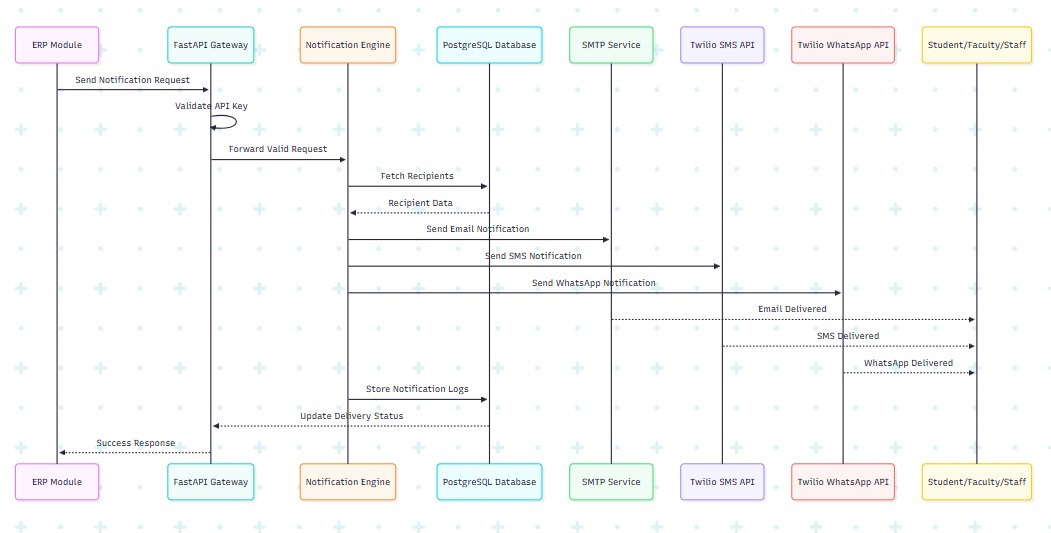 ERP Module
FastAPI Gateway
Notification Engine
PostgreSQL Database
SMTP Service
Twilio SMS API
Twilio WhatsApp API
Student/Faculty/Staff
Send Notification Request
Validate API Key
Forward Valid Request
Fetch Recipients
Recipient Data
Send Email Notification
Send SMS Notification
Send WhatsApp Notification
Email Delivered
SMS Delivered
WhatsApp Delivered
Store Notification Logs
Update Delivery Status
Success Response
ERP Module
FastAPI Gateway
Notification Engine
PostgreSQL Database
SMTP Service
Twilio SMS API
Twilio WhatsApp API
Student/Faculty/Staff